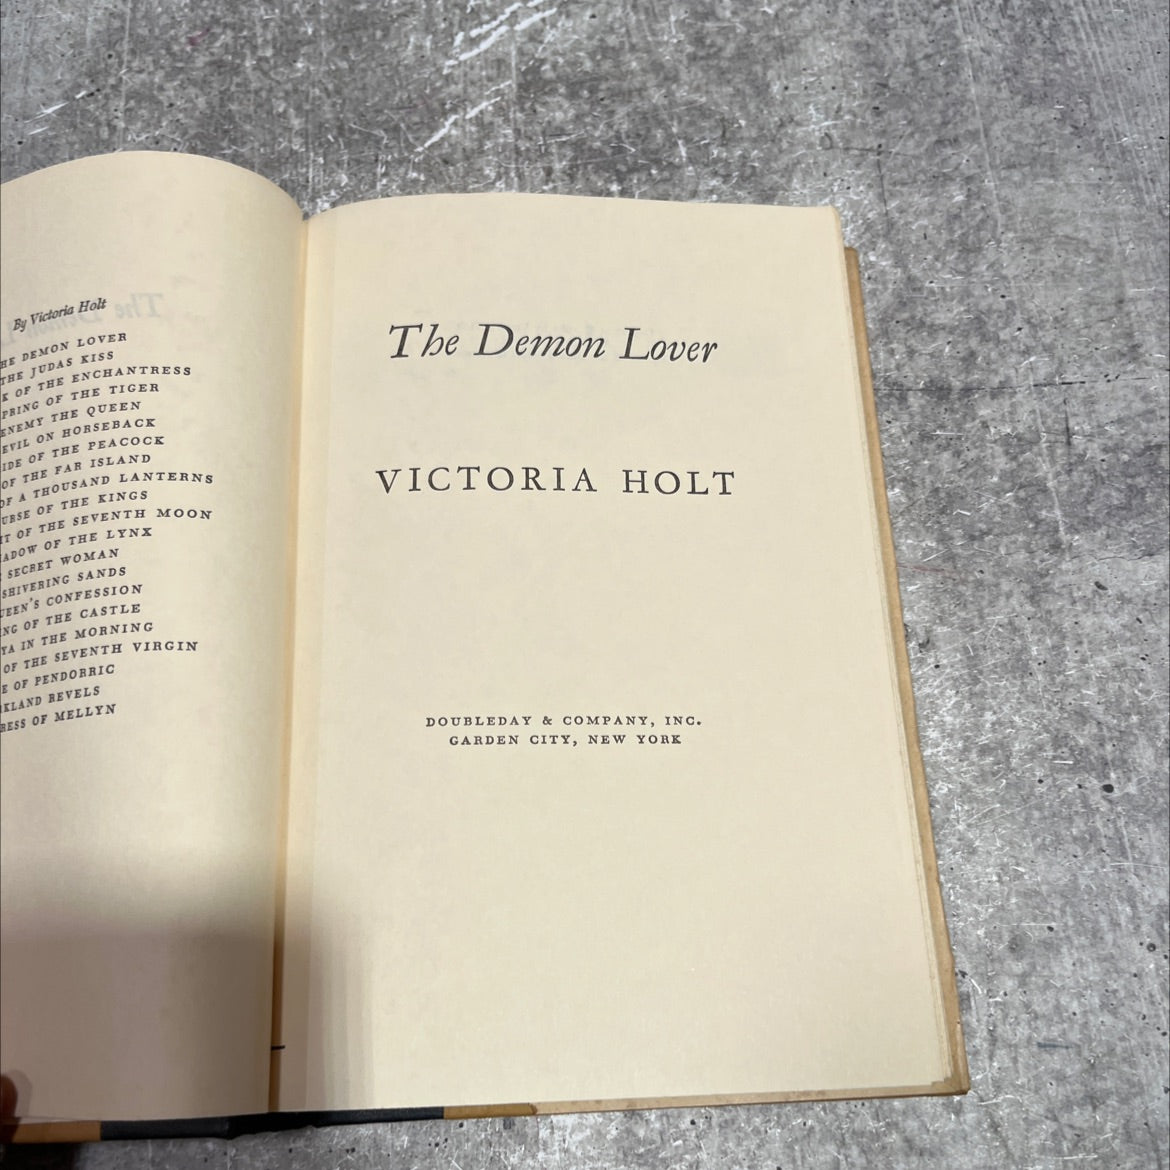 By Victoria Holt
HE DEMON LOVER
THE JUDAS KISS
K OF THE ENCHANTRESS
PRING OF THE TIGER
ENEMY THE QUEEN
EVIL ON HORSEBACK
IDE OF THE PEACOCK
OF THE FAR ISLAND
OF A THOUSAND LANTERNS
URSE OF THE KINGS
IT OF THE SEVENTH MOON
ADOW OF THE LYNX
SECRET WOMAN
SHIVERING SANDS
UEEN'S CONFESSION
NG OF THE CASTLE
YA IN THE MORNING
OF THE SEVENTH VIRGIN
E OF PENDORRIC
KLAND REVELS
RESS OF MELLYN
The Demon Lover
VICTORIA HOLT
DOUBLEDAY & COMPANY, INC.
GARDEN CITY, NEW YORK